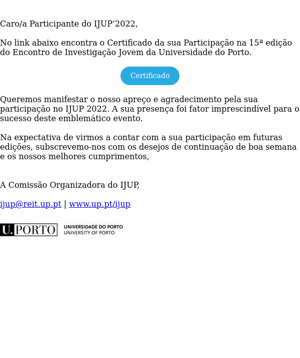 Caro/a Participante do IJUP’2022,
No link abaixo encontra o Certificado da sua Participação na 15ª edição
do Encontro de Investigação Jovem da Universidade do Porto.
Certificado
Queremos manifestar o nosso apreço e agradecimento pela sua
participação no IJUP 2022. A sua presença foi fator imprescindível para o
sucesso deste emblemático evento.
Na expectativa de virmos a contar com a sua participação em futuras
edições, subscrevemo-nos com os desejos de continuação de boa semana
e os nossos melhores cumprimentos,
A Comissão Organizadora do IJUP,
ijup@reit.up.pt | www.up.pt/ijup
U.PORTO UNIVERSIDADE DO PORTO
UNIVERSITY OF PORTO